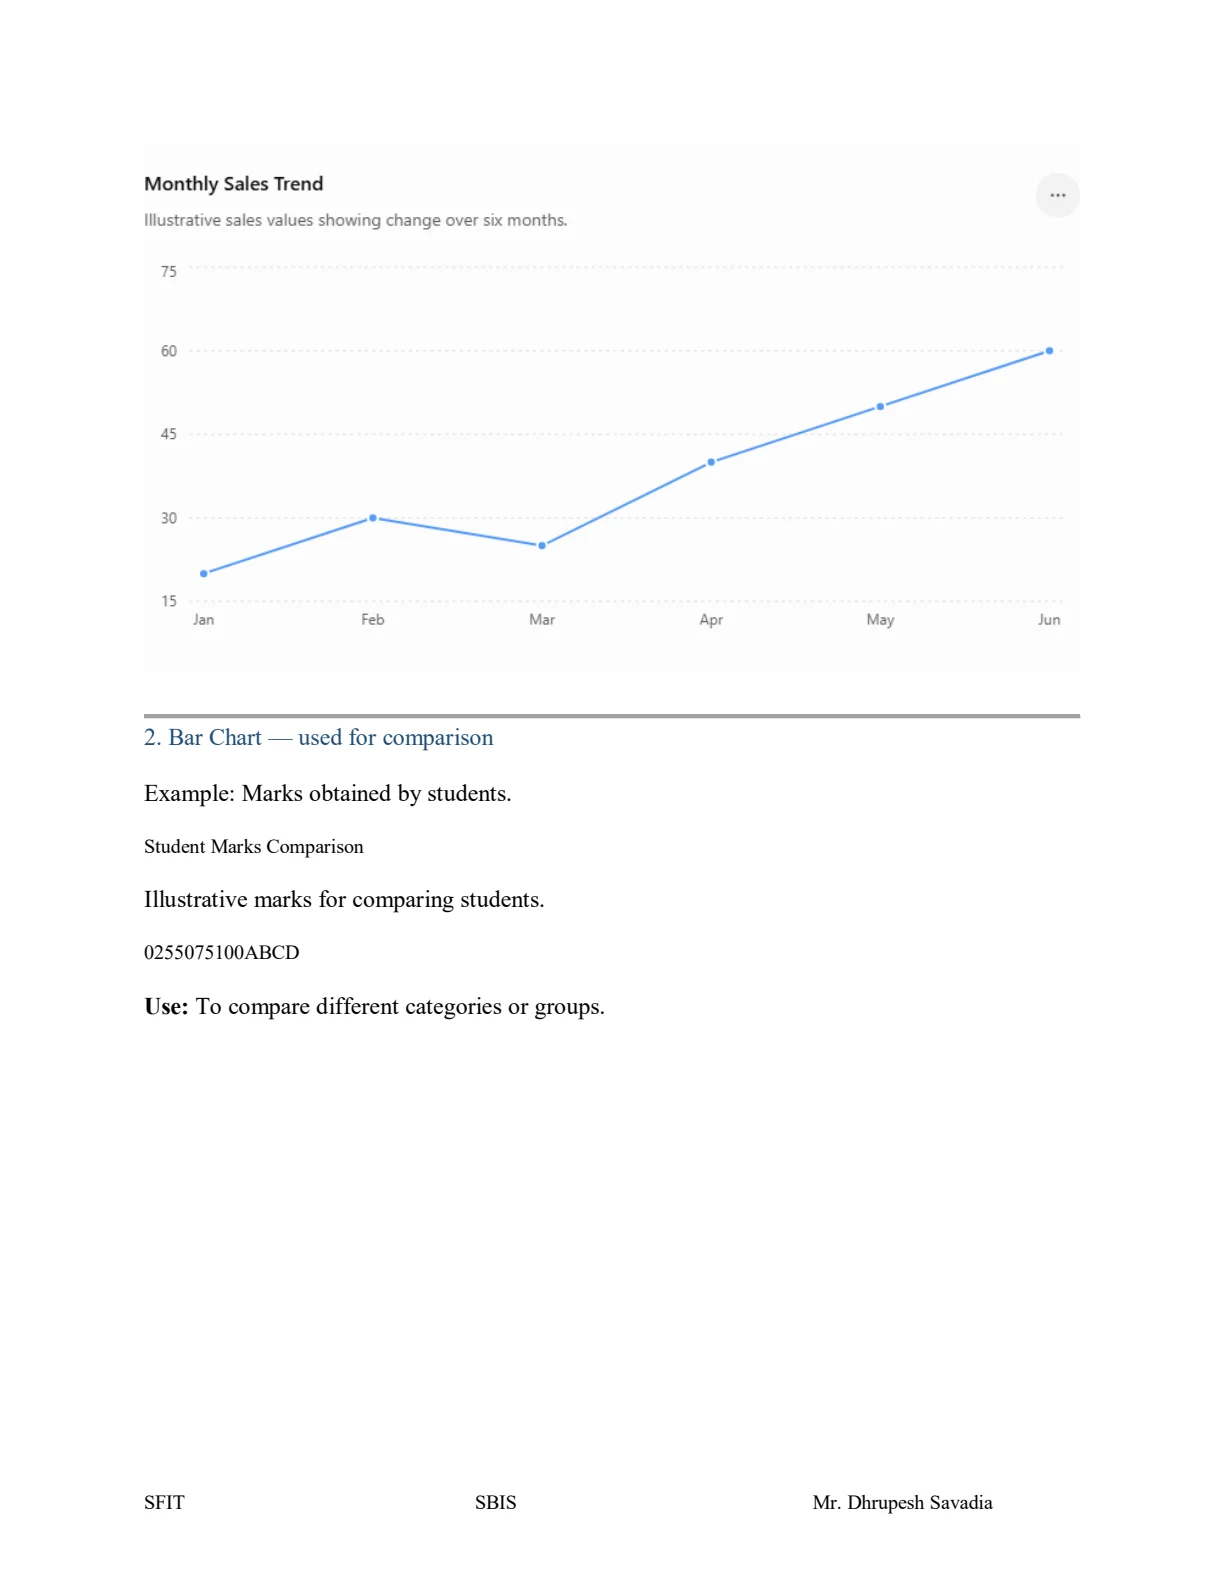 Monthly Sales Trend
...
Illustrative sales values showing change over six months.
75
60
45
30
15
Jan Feb Mar Apr May Jun
2. Bar Chart — used for comparison
Example: Marks obtained by students.
Student Marks Comparison
Illustrative marks for comparing students.
0255075100ABCD
Use: To compare different categories or groups.
SFIT SBIS Mr. Dhrupesh Savadia